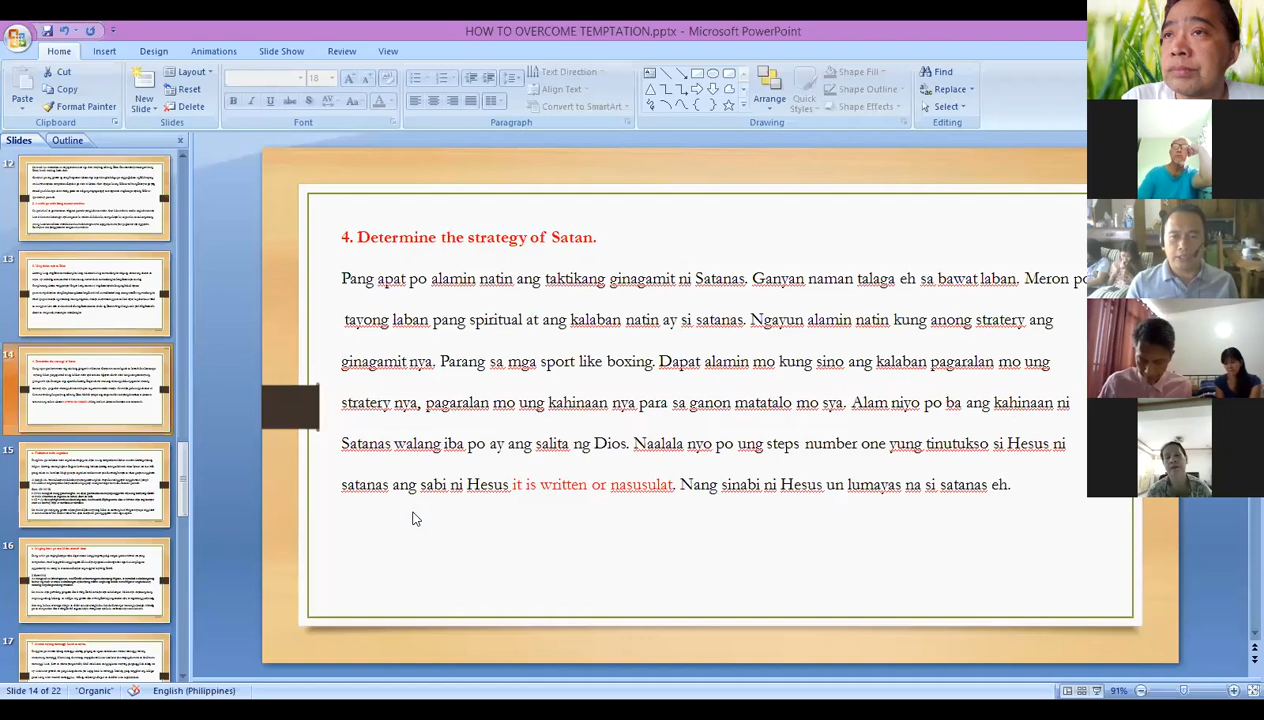 HOW TO OVERCOME TEMPTATION.pptx - Microsoft PowerPoint
Home Insert Design Animations Slide Show Review View
Cut
Copy
Format Painter
Paste
Clipboard
New
Slide
Layout
Reset
Delete
Slides
18
Font
Text Direction
Align Text
Convert to SmartArt
Paragraph
Arrange
Quick
Styles
Shape Fill
Shape Outline
Shape Effects
Drawing
Find
Replace
Select
Editing
Slides Outline
12
13
14
15
16
17
4. Determine the strategy of Satan.
Pang apat po alamin natin ang taktikang ginagamit ni Satanas. Ganyan naman talaga eh sa bawat laban. Meron po
tayong laban pang spiritual at ang kalaban natin ay si satanas. Ngayun alamin natin kung anong stratery ang
ginagamit nya. Parang sa mga sport like boxing. Dapat alamin mo kung sino ang kalaban pagaralan mo ung
stratery nya, pagaralan mo ung kahinaan nya para sa ganon matatalo mo sya. Alam niyo po ba ang kahinaan ni
Satanas walang iba po ay ang salita ng Dios. Naalala nyo po ung steps number one yung tinutukso si Hesus ni
satanas ang sabi ni Hesus it is written or nasusulat. Nang sinabi ni Hesus un lumayas na si satanas eh.
Slide 14 of 22 "Organic" English (Philippines) 91%